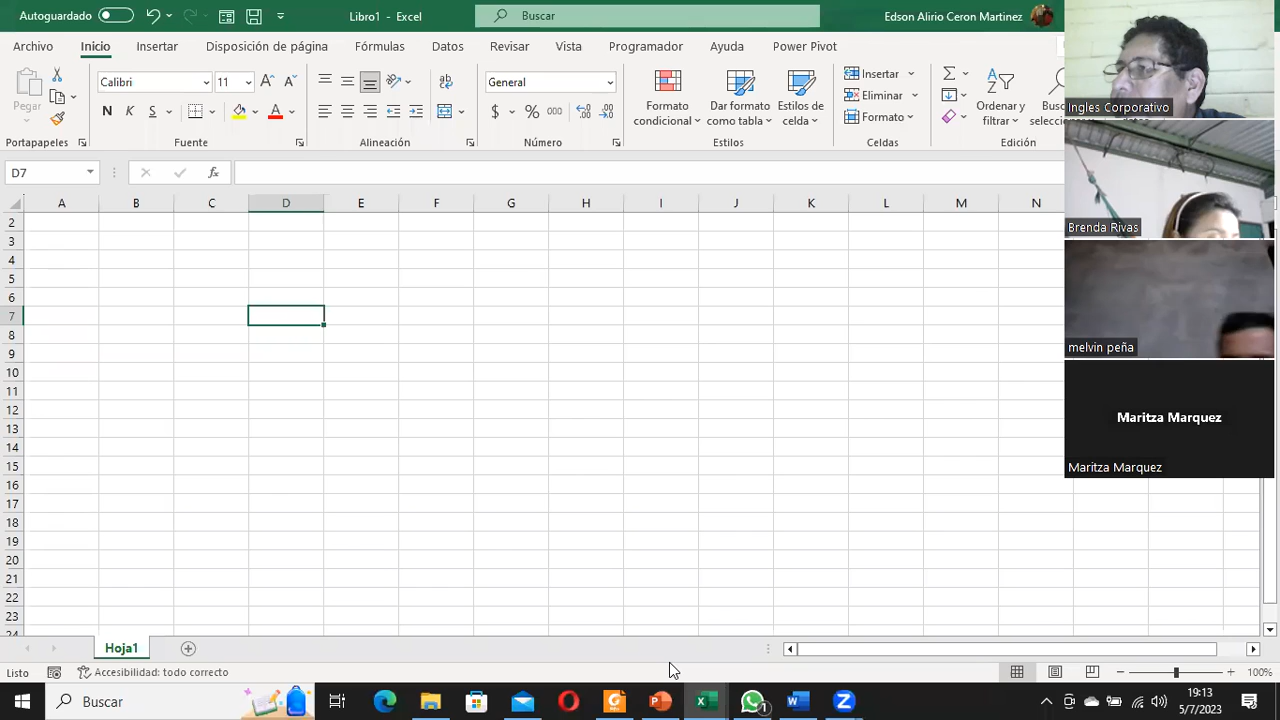 Autoguardado
Libro1 - Excel
Buscar
Edson Alirio Ceron Martinez
Archivo Inicio Insertar Disposición de página Fórmulas Datos Revisar Vista Programador Ayuda Power Pivot
Pegar
Calibri 11
N K S
General
$ % 000
Formato condicional
Dar formato como tabla
Estilos de celda
Insertar
Eliminar
Formato
Ordenar y filtrar
Portapapeles Fuente Alineación Número Estilos Celdas Edición
D7
fx
A B C D E F G H I J K L M N
2
3
4
5
6
7
8
9
10
11
12
13
14
15
16
17
18
19
20
21
22
23
24
Ingles Corporativo
Brenda Rivas
melvin peña
Maritza Marquez
Maritza Marquez
Hoja1
Listo
Accesibilidad: todo correcto
100%
Buscar
19:13
5/7/2023